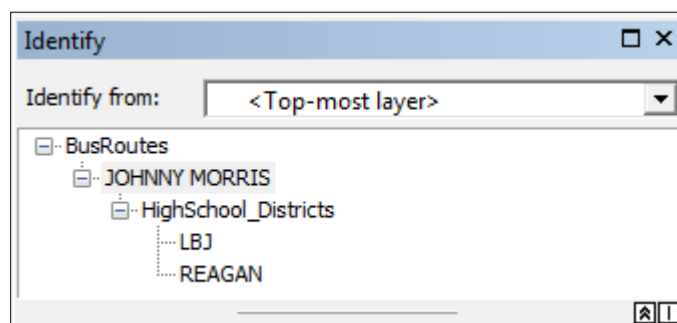 Identify
Identify from: <Top-most layer>
BusRoutes
JOHNNY MORRIS
HighSchool_Districts
LBJ
REAGAN